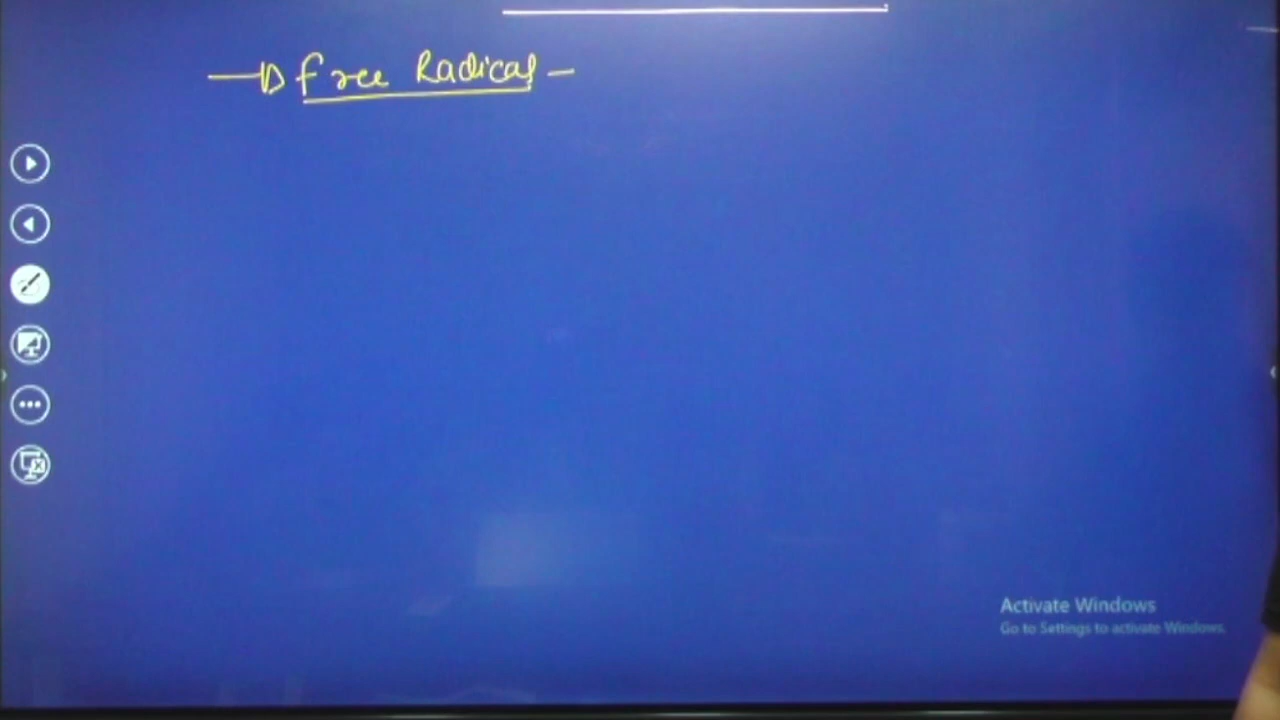 Free Radical -
Activate Windows
Go to Settings to activate Windows.